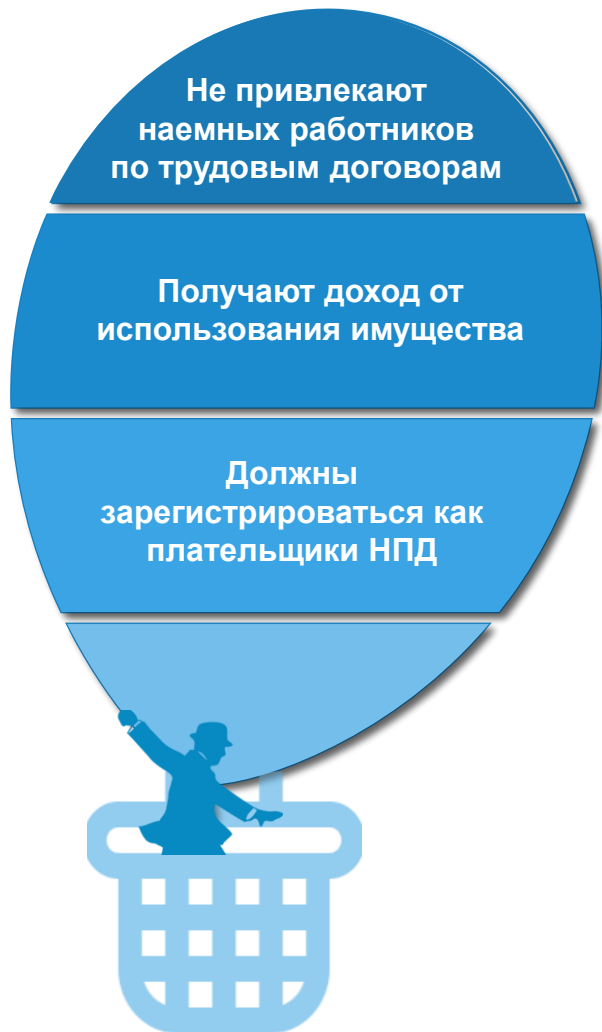 Не привлекают
наемных работников
по трудовым договорам
Получают доход от
использования имущества
Должны
зарегистрироваться как
плательщики НПД